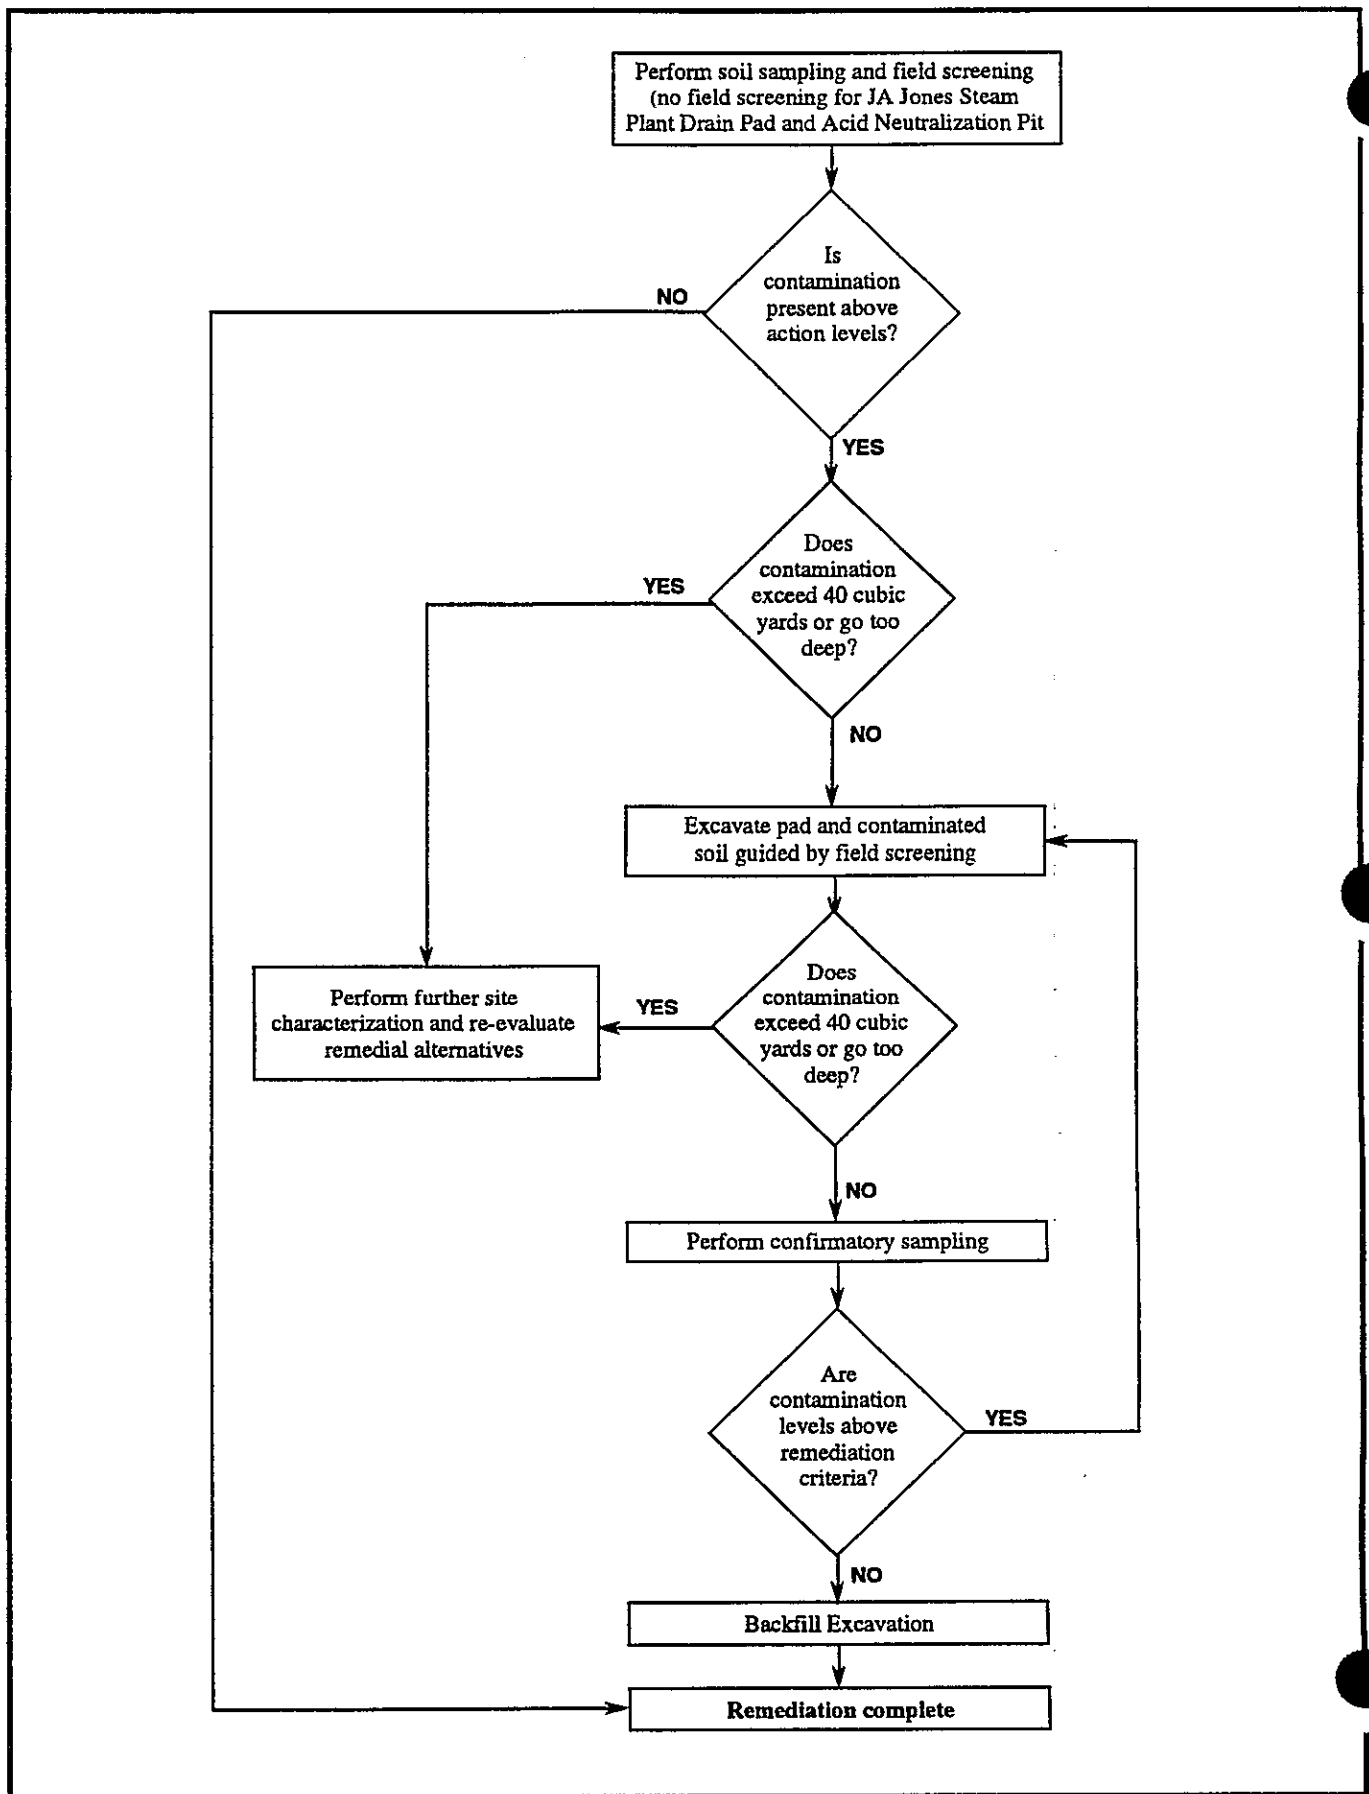 Perform soil sampling and field screening
(no field screening for JA Jones Steam
Plant Drain Pad and Acid Neutralization Pit
Is
contamination
present above
action levels?
NO
YES
Does
contamination
exceed 40 cubic
yards or go too
deep?
YES
NO
Excavate pad and contaminated
soil guided by field screening
Does
contamination
exceed 40 cubic
yards or go too
deep?
YES
Perform further site
characterization and re-evaluate
remedial alternatives
NO
Perform confirmatory sampling
Are
contamination
levels above
remediation
criteria?
YES
NO
Backfill Excavation
Remediation complete